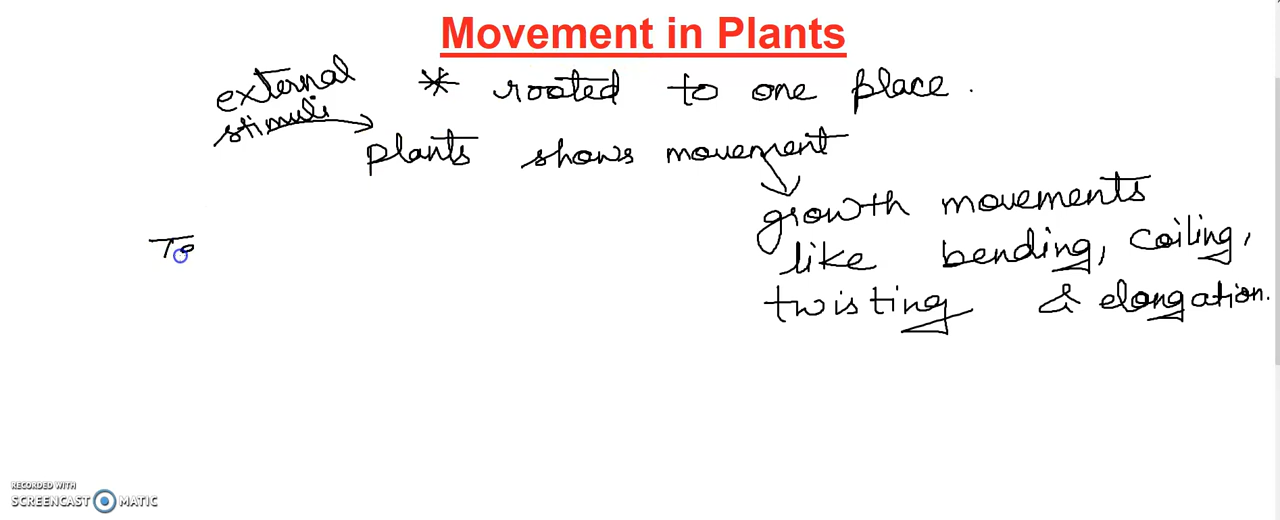 Movement in Plants
external
stimuli
* rooted to one place.
plants shows movement
growth movements
like bending, coiling,
twisting & elongation.
To
RECORDED WITH
SCREENCAST MATIC